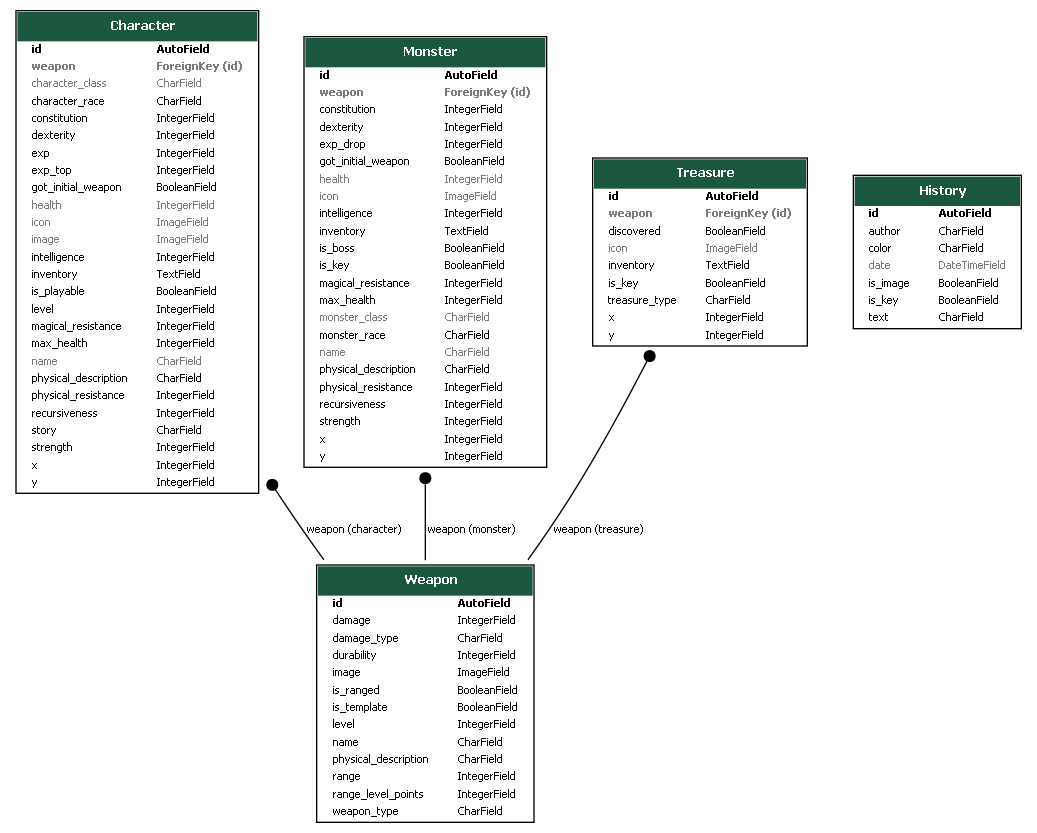 Character
id AutoField
weapon ForeignKey (id)
character_class CharField
character_race CharField
constitution IntegerField
dexterity IntegerField
exp IntegerField
exp_top IntegerField
got_initial_weapon BooleanField
health IntegerField
icon ImageField
image ImageField
intelligence IntegerField
inventory TextField
is_playable BooleanField
level IntegerField
magical_resistance IntegerField
max_health IntegerField
name CharField
physical_description CharField
physical_resistance IntegerField
recursiveness IntegerField
story CharField
strength IntegerField
x IntegerField
y IntegerField
Monster
id AutoField
weapon ForeignKey (id)
constitution IntegerField
dexterity IntegerField
exp_drop IntegerField
got_initial_weapon BooleanField
health IntegerField
icon ImageField
intelligence IntegerField
inventory TextField
is_boss BooleanField
is_key BooleanField
magical_resistance IntegerField
max_health IntegerField
monster_class CharField
monster_race CharField
name CharField
physical_description CharField
physical_resistance IntegerField
recursiveness IntegerField
strength IntegerField
x IntegerField
y IntegerField
Treasure
id AutoField
weapon ForeignKey (id)
discovered BooleanField
icon ImageField
inventory TextField
is_key BooleanField
treasure_type CharField
x IntegerField
y IntegerField
History
id AutoField
author CharField
color CharField
date DateTimeField
is_image BooleanField
is_key BooleanField
text CharField
weapon (character)
weapon (monster)
weapon (treasure)
Weapon
id AutoField
damage IntegerField
damage_type CharField
durability IntegerField
image ImageField
is_ranged BooleanField
is_template BooleanField
level IntegerField
name CharField
physical_description CharField
range IntegerField
range_level_points IntegerField
weapon_type CharField